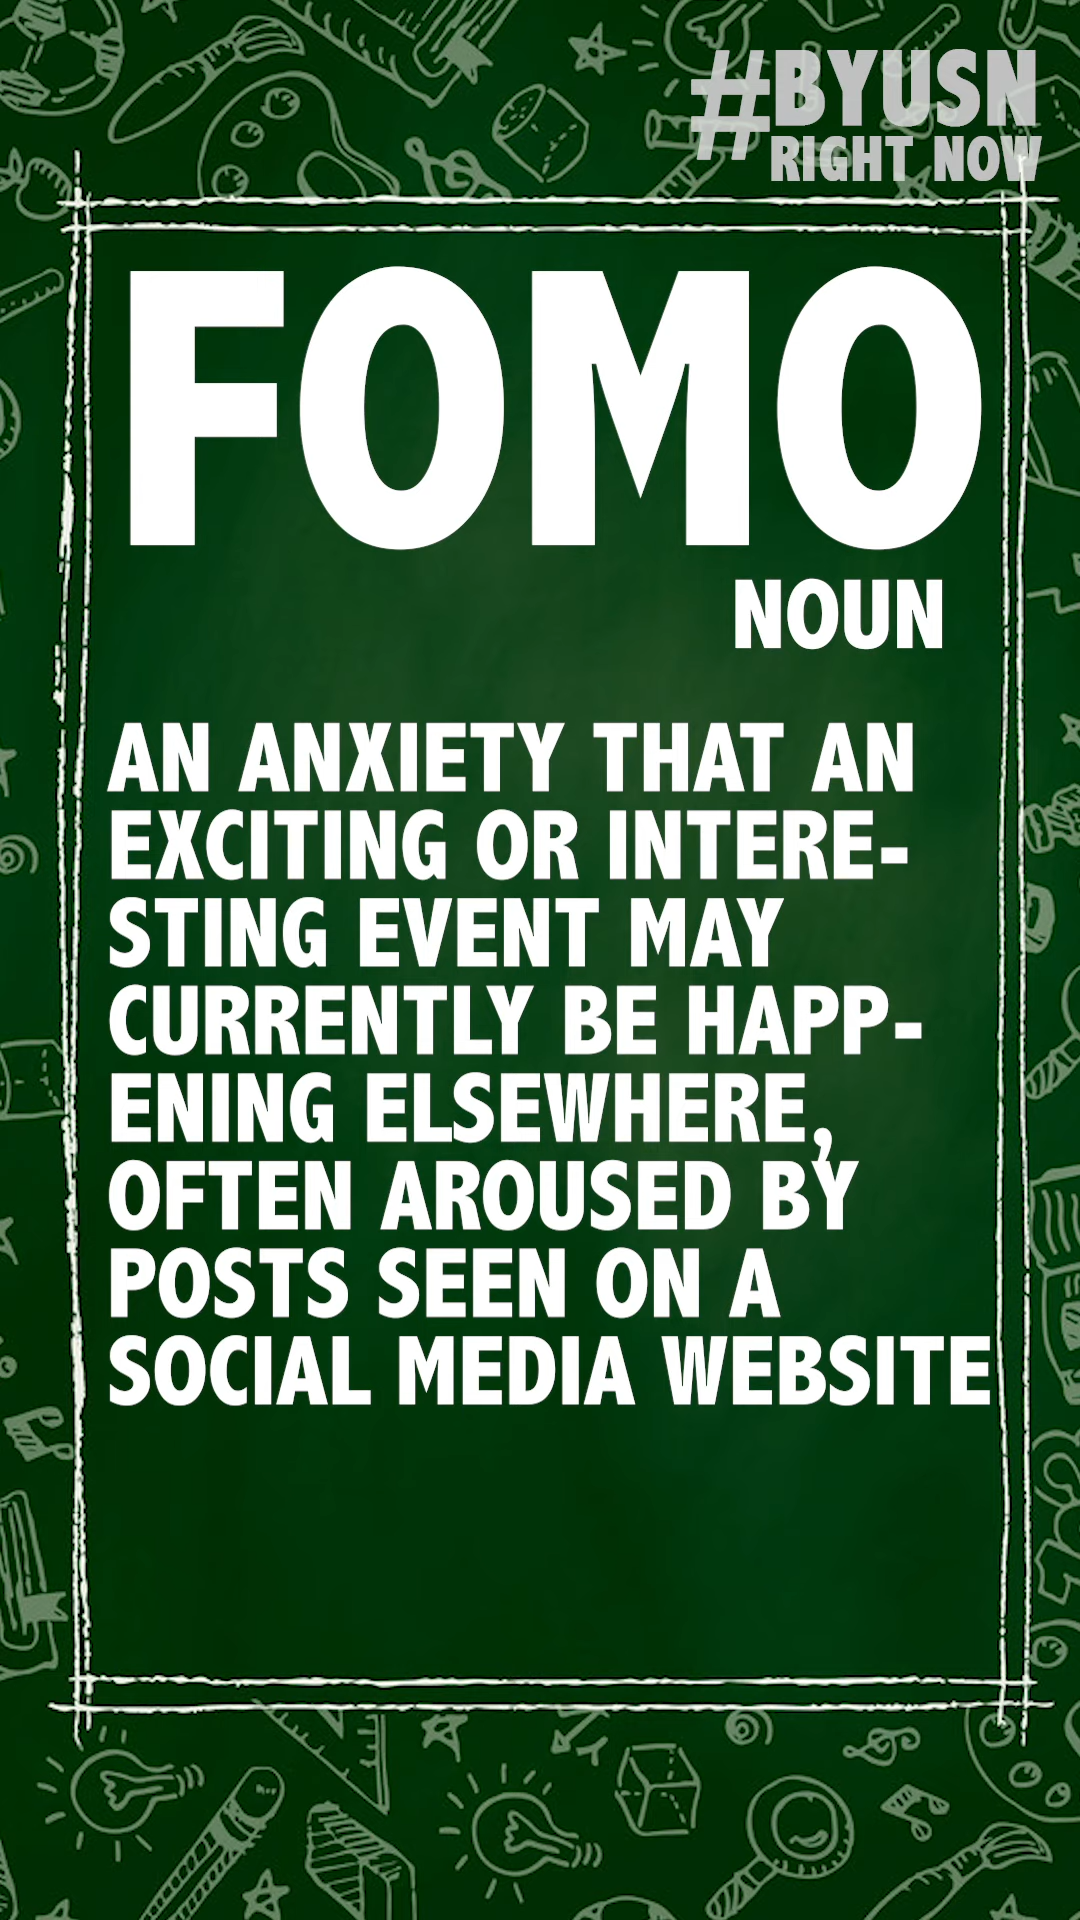 #BYUSN
RIGHT NOW
FOMO
NOUN
AN ANXIETY THAT AN
EXCITING OR INTERE-
STING EVENT MAY
CURRENTLY BE HAPP-
ENING ELSEWHERE,
OFTEN AROUSED BY
POSTS SEEN ON A
SOCIAL MEDIA WEBSITE